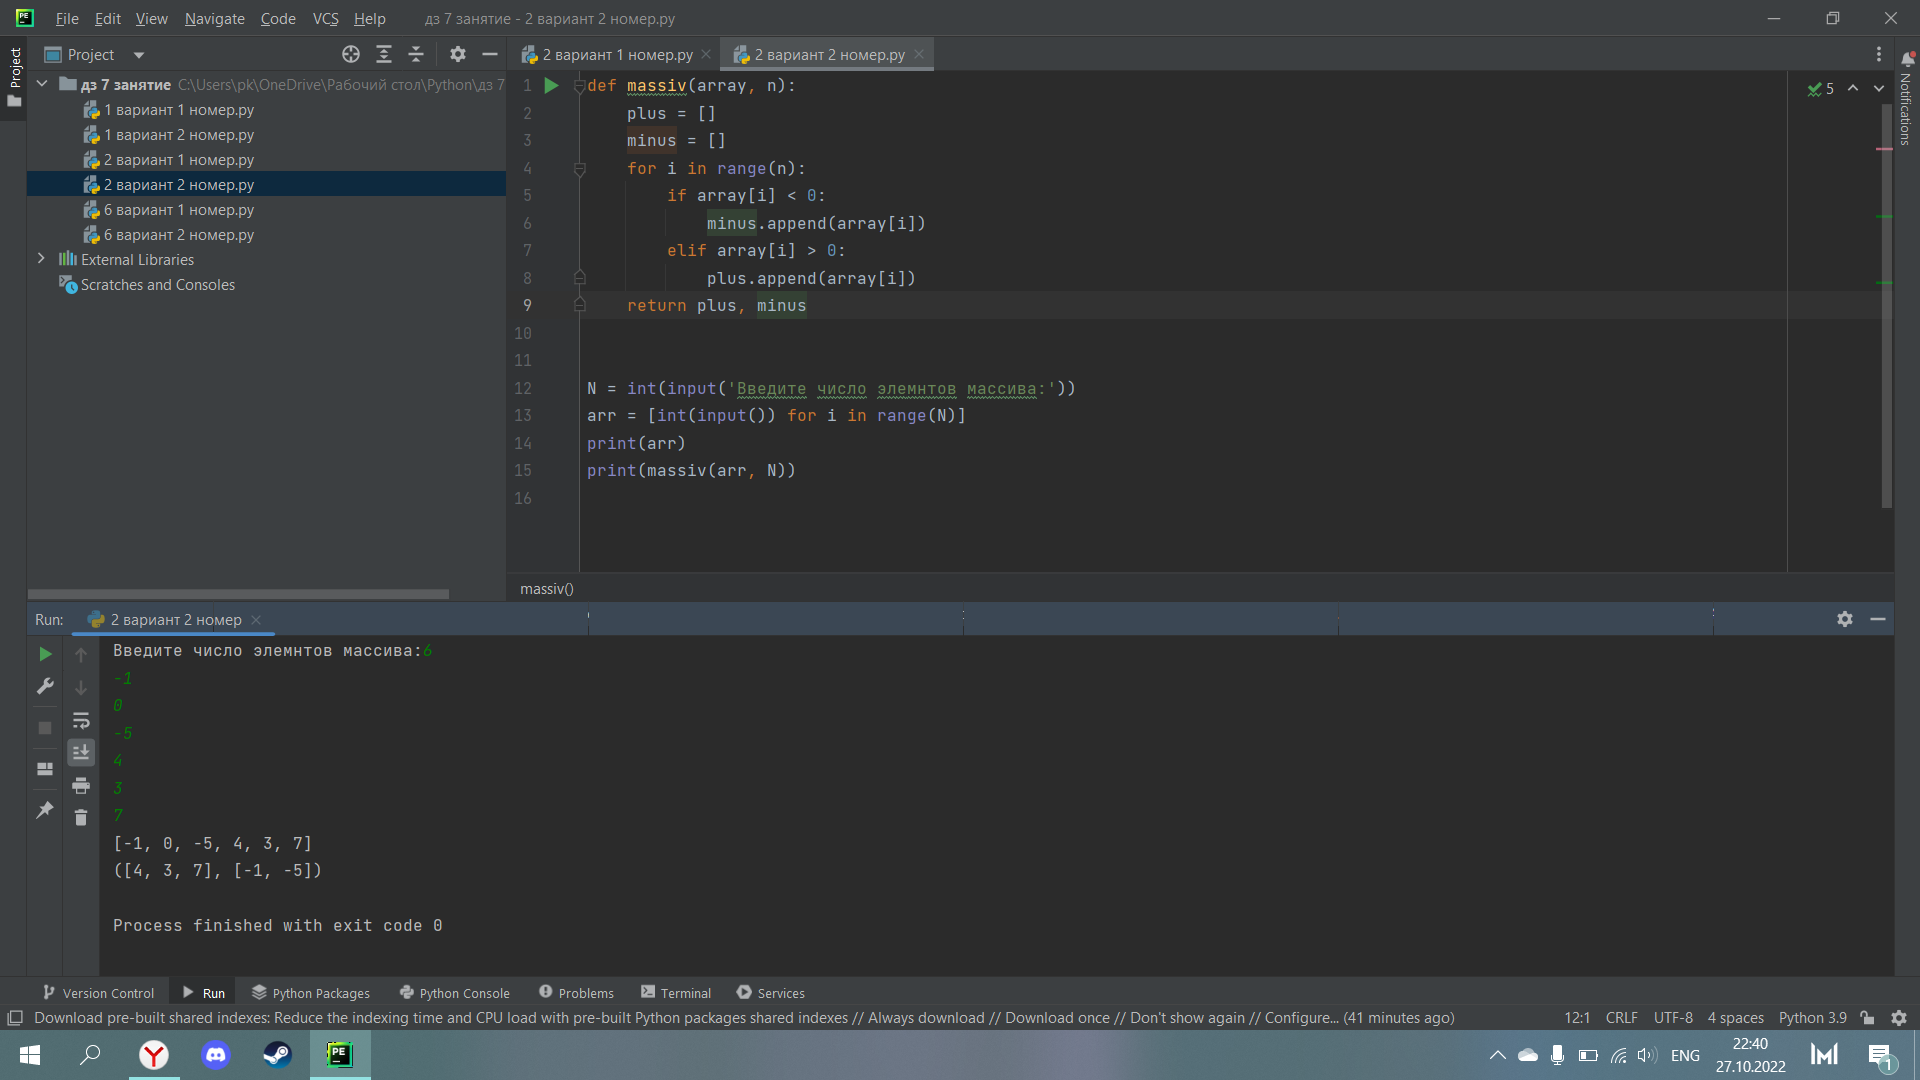 File Edit View Navigate Code VCS Help дз 7 занятие - 2 вариант 2 номер.py
Project
Project
2 вариант 1 номер.py
2 вариант 2 номер.py
Notifications
дз 7 занятие C:\Users\pk\OneDrive\Рабочий стол\Python\дз 7
1 вариант 1 номер.py
1 вариант 2 номер.py
2 вариант 1 номер.py
2 вариант 2 номер.py
6 вариант 1 номер.py
6 вариант 2 номер.py
External Libraries
Scratches and Consoles
5
1 def massiv(array, n):
2 plus = []
3 minus = []
4 for i in range(n):
5 if array[i] < 0:
6 minus.append(array[i])
7 elif array[i] > 0:
8 plus.append(array[i])
9 return plus, minus
10
11
12 N = int(input('Введите число элемнтов массива:'))
13 arr = [int(input()) for i in range(N)]
14 print(arr)
15 print(massiv(arr, N))
16
massiv()
Run: 2 вариант 2 номер
Введите число элемнтов массива:6
-1
0
-5
4
3
7
[-1, 0, -5, 4, 3, 7]
([4, 3, 7], [-1, -5])
Process finished with exit code 0
Version Control Run Python Packages Python Console Problems Terminal Services
Download pre-built shared indexes: Reduce the indexing time and CPU load with pre-built Python packages shared indexes // Always download // Download once // Don't show again // Configure... (41 minutes ago) 12:1 CRLF UTF-8 4 spaces Python 3.9
PE
ENG
22:40
27.10.2022
1